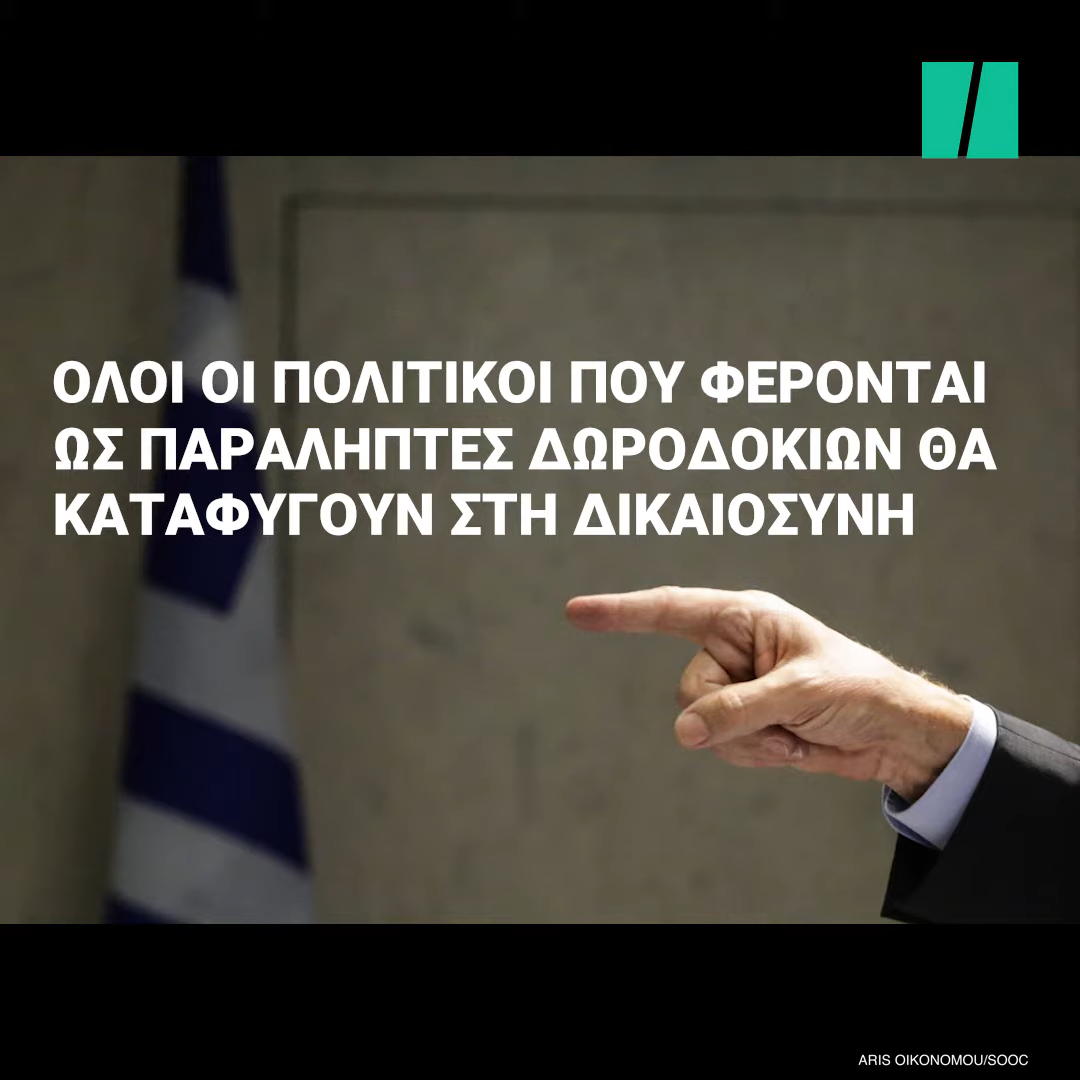 ΟΛΟΙ ΟΙ ΠΟΛΙΤΙΚΟΙ ΠΟΥ ΦΕΡΟΝΤΑΙ
ΩΣ ΠΑΡΑΛΗΠΤΕΣ ΔΩΡΟΔΟΚΙΩΝ ΘΑ
ΚΑΤΑΦΥΓΟΥΝ ΣΤΗ ΔΙΚΑΙΟΣΥΝΗ
ARIS OIKONOMOU/SOOC